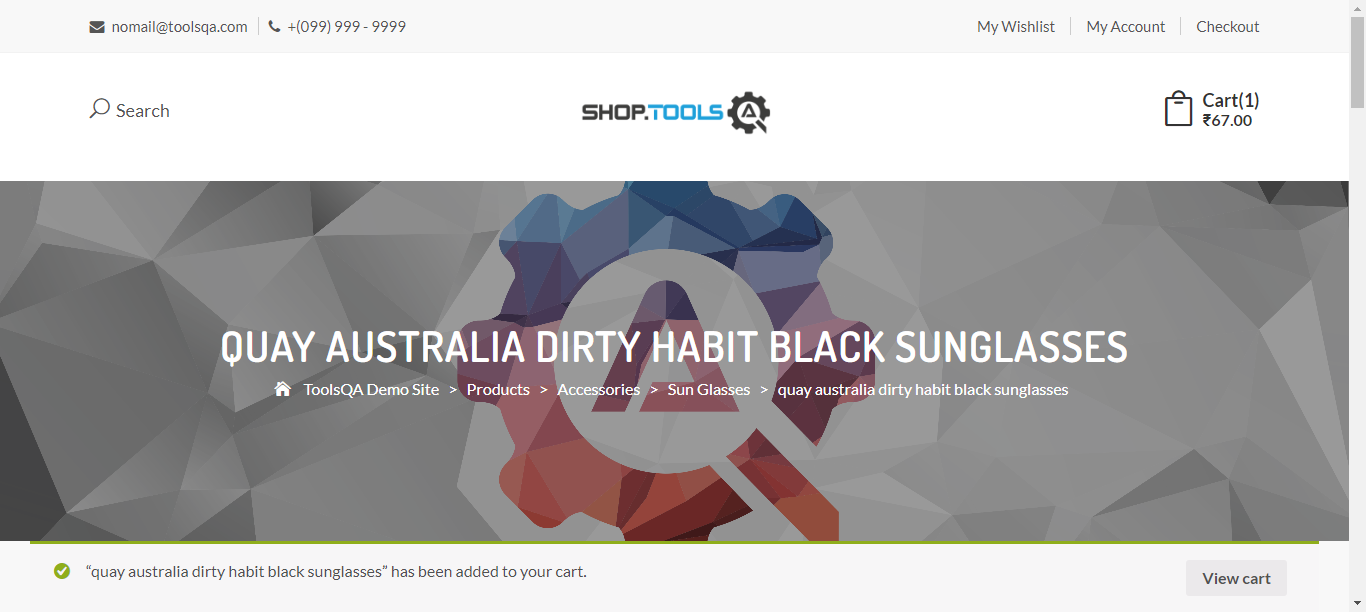 nomail@toolsqa.com +(099) 999 - 9999 My Wishlist My Account Checkout
Search
SHOP.TOOLS
Cart(1)
₹67.00
QUAY AUSTRALIA DIRTY HABIT BLACK SUNGLASSES
ToolsQA Demo Site > Products > Accessories > Sun Glasses > quay australia dirty habit black sunglasses
“quay australia dirty habit black sunglasses” has been added to your cart.
View cart